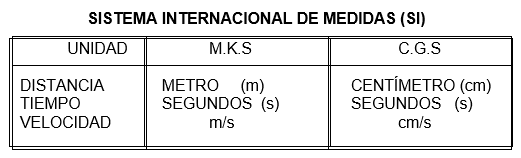 SISTEMA INTERNACIONAL DE MEDIDAS (SI)
UNIDAD M.K.S C.G.S
DISTANCIA METRO (m) CENTÍMETRO (cm)
TIEMPO SEGUNDOS (s) SEGUNDOS (s)
VELOCIDAD m/s cm/s